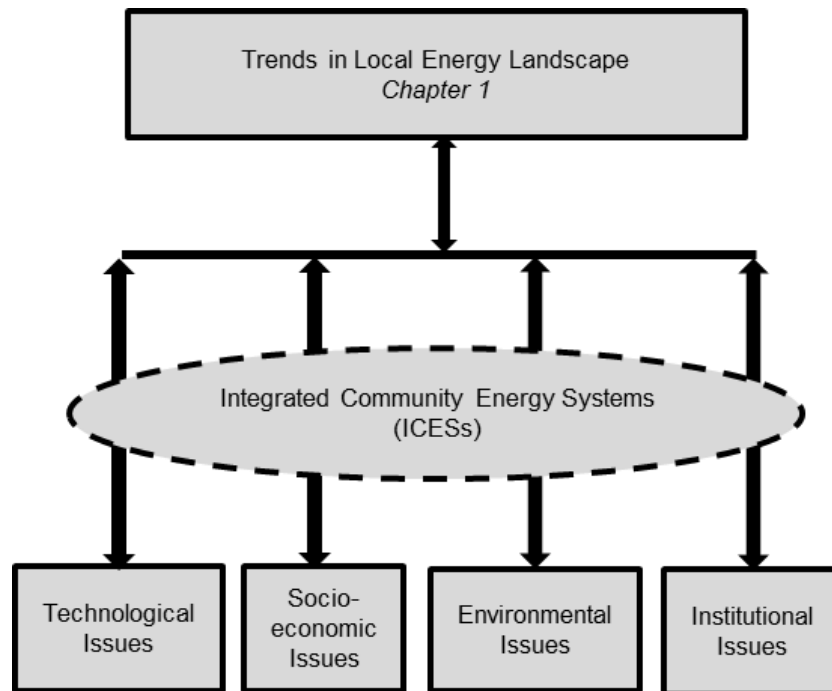 Trends in Local Energy Landscape
Chapter 1
Integrated Community Energy Systems
(ICESs)
Technological
Issues
Socio-
economic
Issues
Environmental
Issues
Institutional
Issues